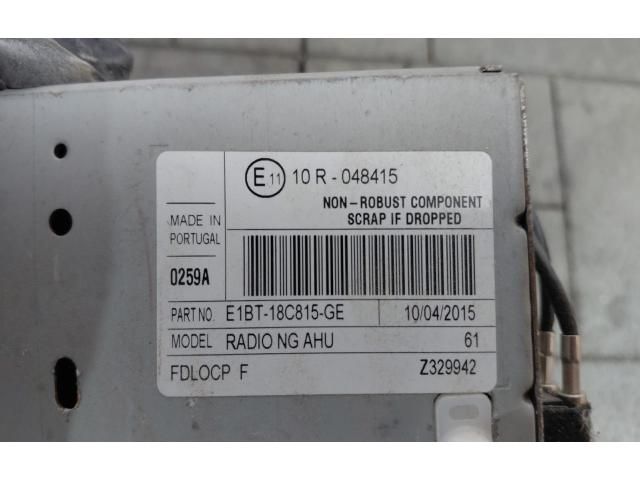 E11 10 R - 048415
NON-ROBUST COMPONENT
SCRAP IF DROPPED
MADE IN
PORTUGAL
0259A
PART NO. E1BT-18C815-GE 10/04/2015
MODEL RADIO NG AHU 61
FDLOCP F Z329942